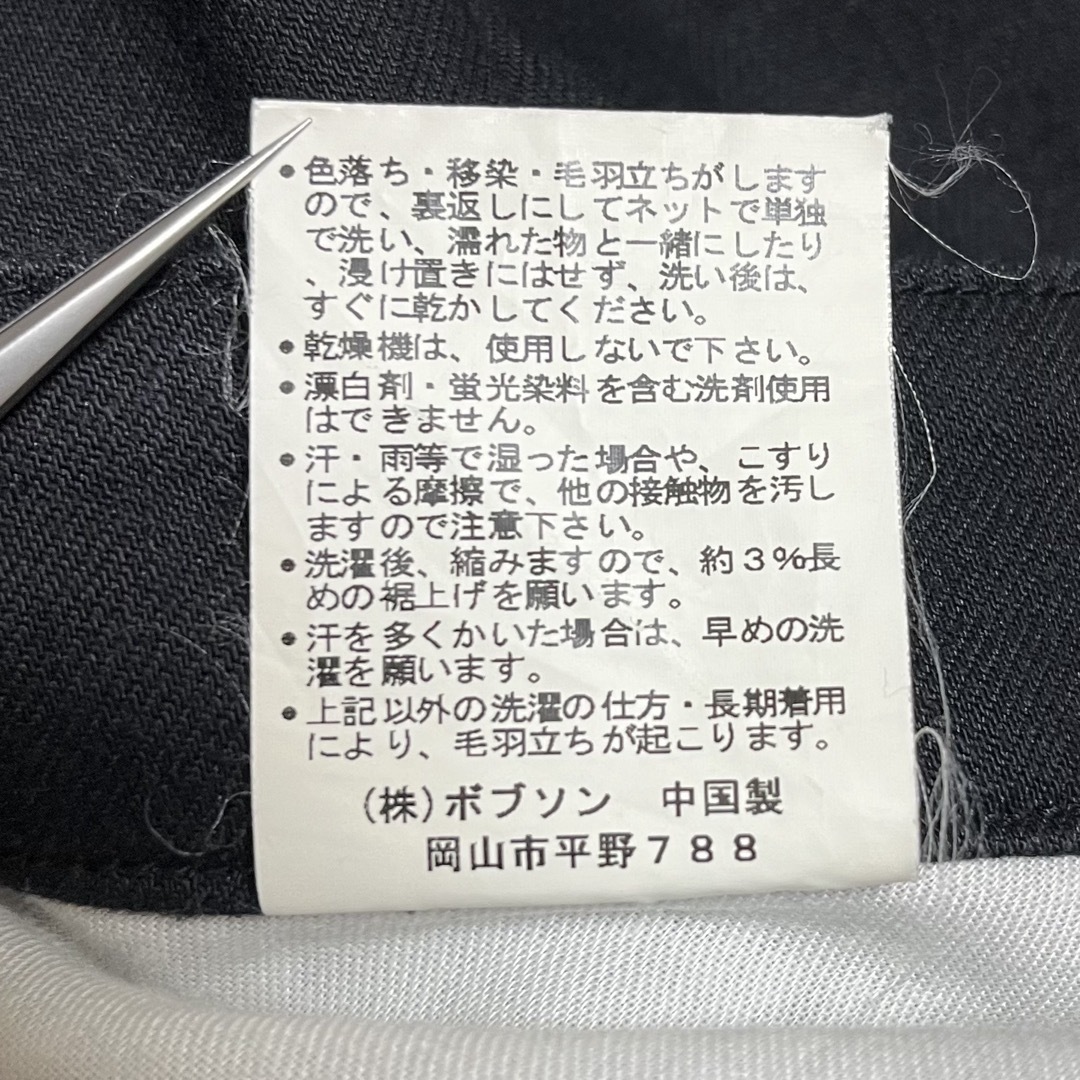 ・色落ち・移染・毛羽立ちがします
ので、裏返しにしてネットで単独
で洗い、濡れた物と一緒にしたり
、浸け置きにはせず、洗い後は、
すぐに乾かしてください。
・乾燥機は、使用しないで下さい。
・漂白剤・蛍光染料を含む洗剤使用
はできません。
・汗・雨等で湿った場合や、こすり
による摩擦で、他の接触物を汚し
ますので注意下さい。
・洗濯後、縮みますので、約3%長
めの裾上げを願います。
・汗を多くかいた場合は、早めの洗
濯を願います。
・上記以外の洗濯の仕方・長期着用
により、毛羽立ちが起こります。
(株)ボブソン 中国製
岡山市平野788